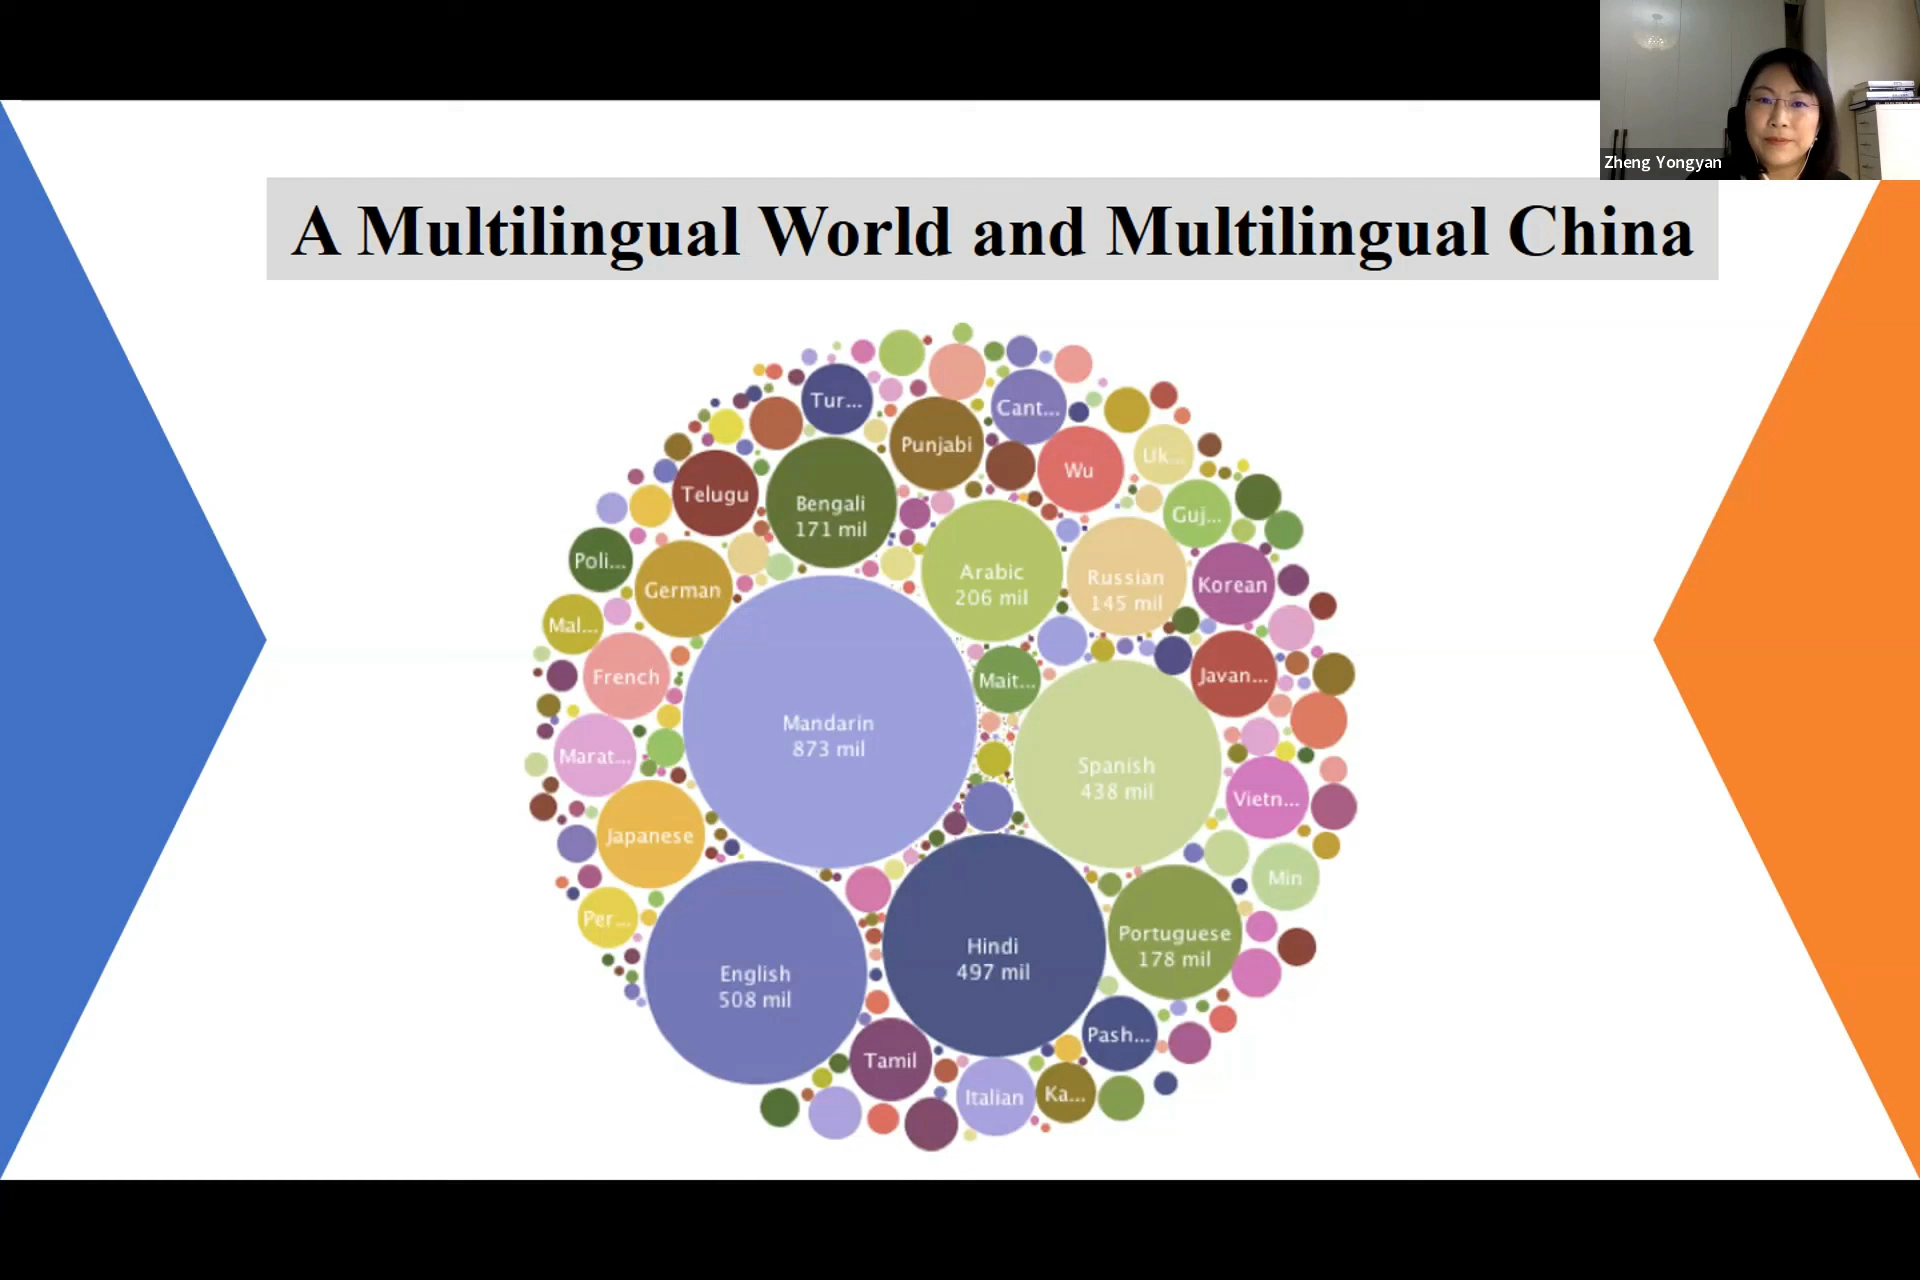 Zheng Yongyan
A Multilingual World and Multilingual China
Tur...
Cant...
Punjabi
Wu
Uk...
Telugu
Bengali
171 mil
Guj...
Poli...
German
Arabic
206 mil
Russian
145 mil
Korean
Mal...
French
Mait...
Javan...
Mandarin
873 mil
Marat...
Spanish
438 mil
Vietn...
Japanese
Min
Per...
English
508 mil
Hindi
497 mil
Portuguese
178 mil
Pash...
Tamil
Italian
Ka...